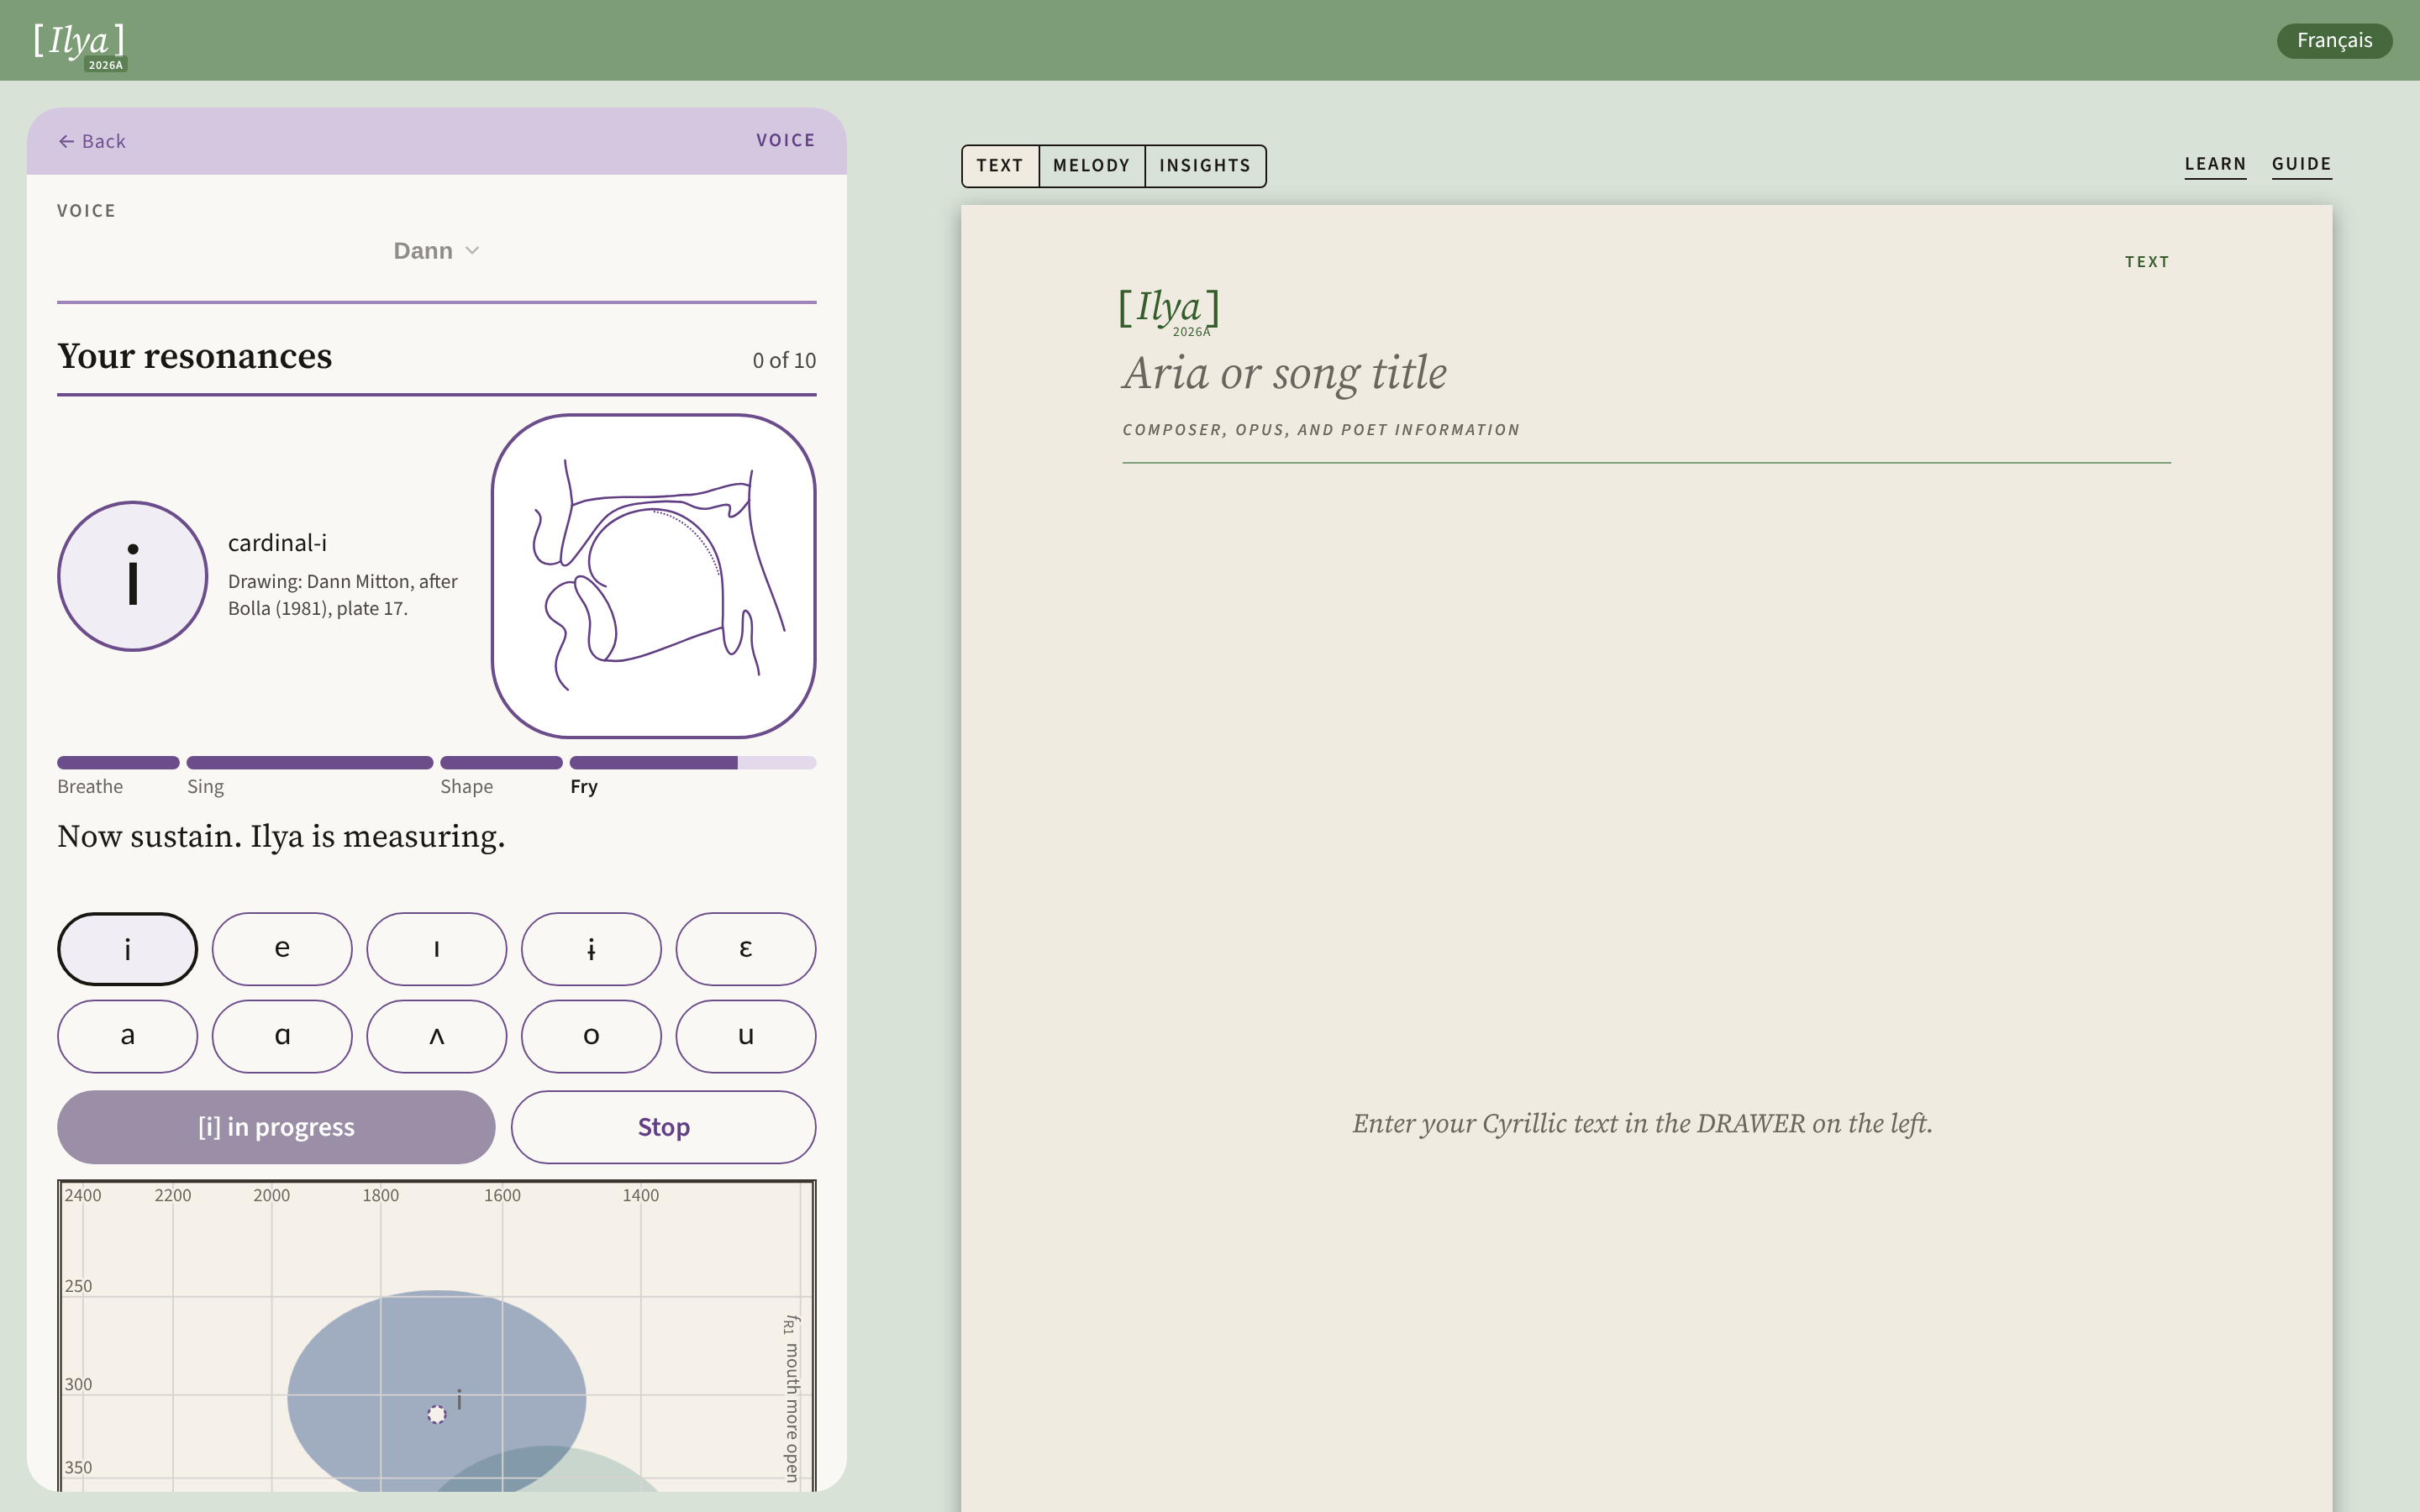 [Ilya]
2026A
Français
← Back
VOICE
VOICE
Dann
Your resonances
0 of 10
i
cardinal-i
Drawing: Dann Mitton, after
Bolla (1981), plate 17.
Breathe
Sing
Shape
Fry
Now sustain. Ilya is measuring.
i
e
ɪ
ɨ
ɛ
a
ɑ
ʌ
o
u
[i] in progress
Stop
2400
2200
2000
1800
1600
1400
250
300
350
i
fR1 mouth more open
TEXT
MELODY
INSIGHTS
LEARN
GUIDE
TEXT
[Ilya]
2026A
Aria or song title
COMPOSER, OPUS, AND POET INFORMATION
Enter your Cyrillic text in the DRAWER on the left.